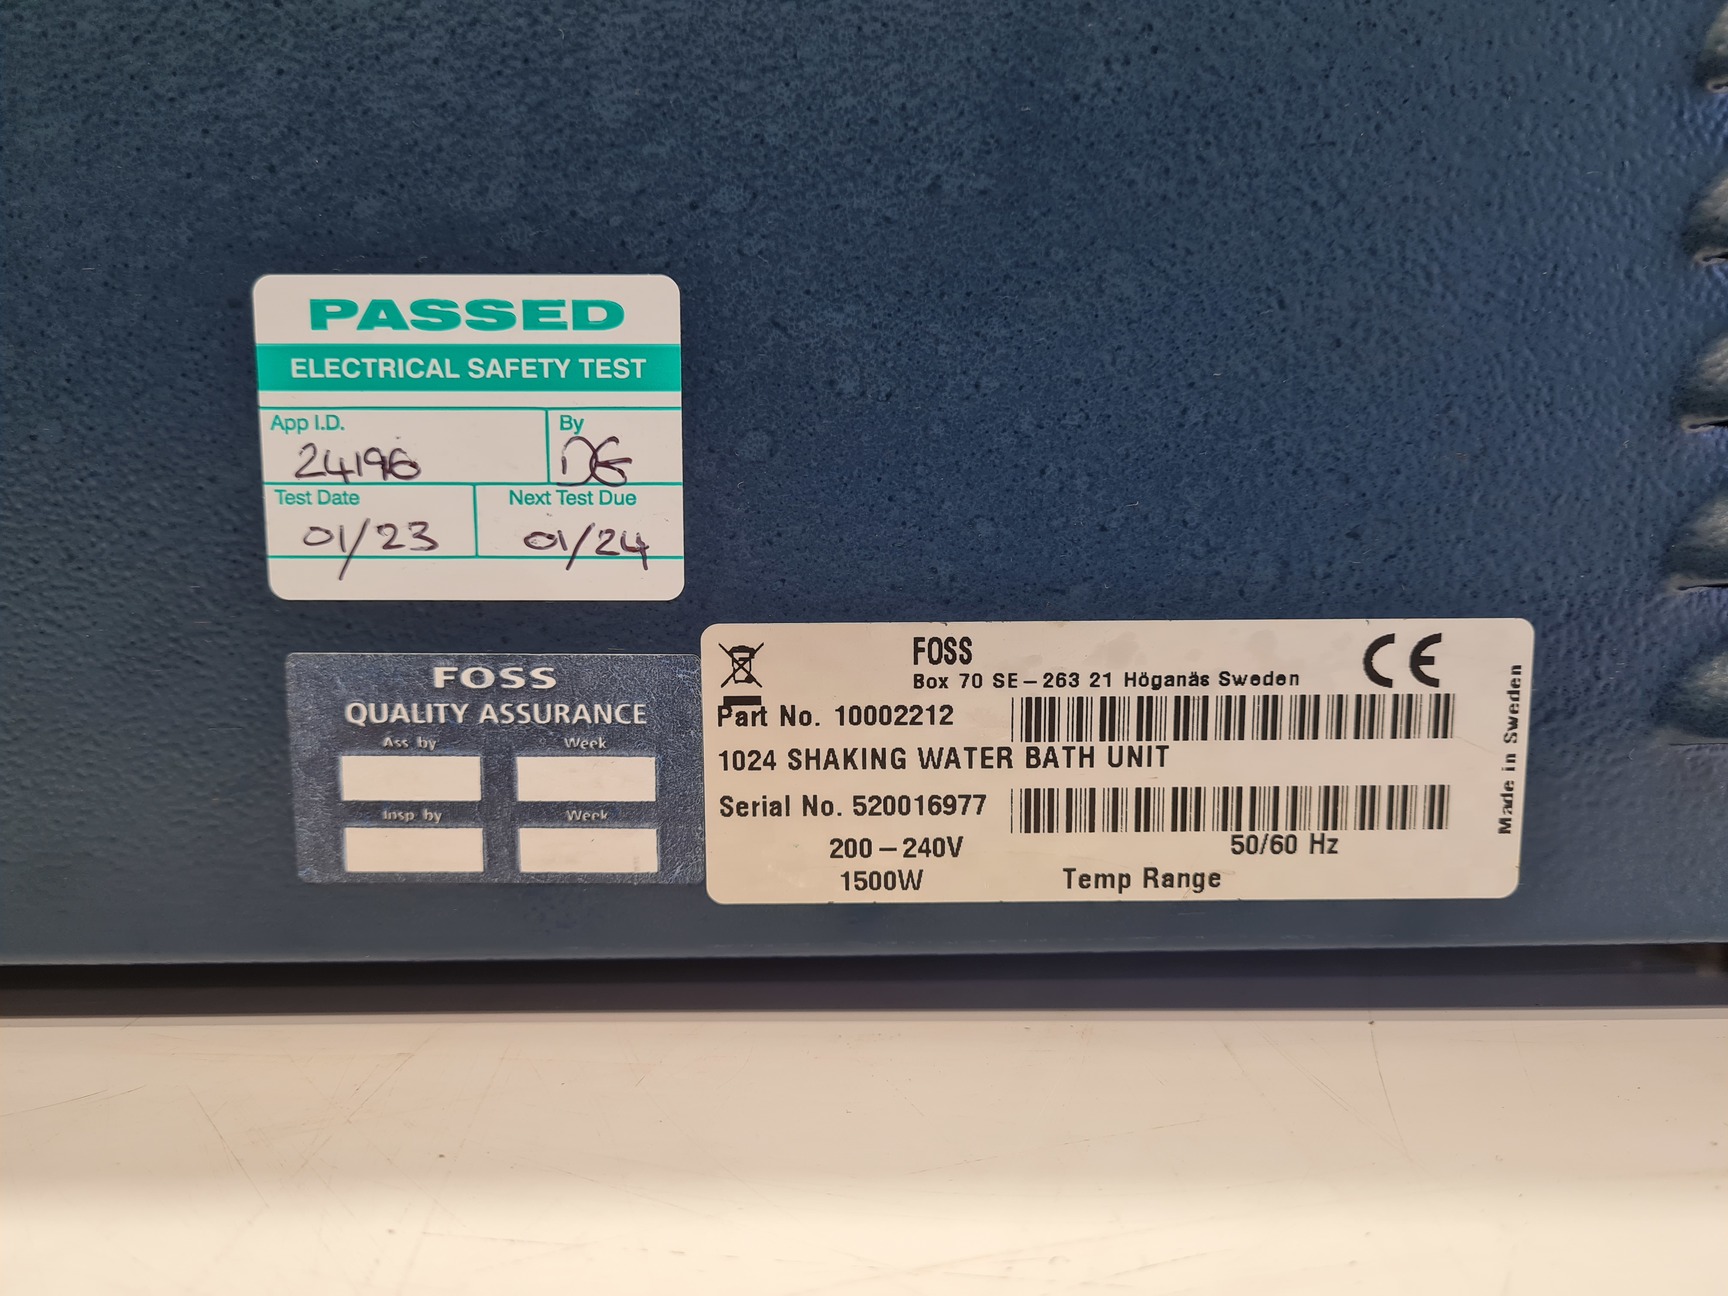 PASSED
ELECTRICAL SAFETY TEST
App I.D.
24196
By
DG
Test Date
01/23
Next Test Due
01/24
FOSS
QUALITY ASSURANCE
Ass by
Week
Insp by
Week
FOSS
Box 70 SE-263 21 Höganäs Sweden
CE
Part No. 10002212
1024 SHAKING WATER BATH UNIT
Serial No. 520016977
200-240V
50/60 Hz
1500W
Temp Range
Made in Sweden